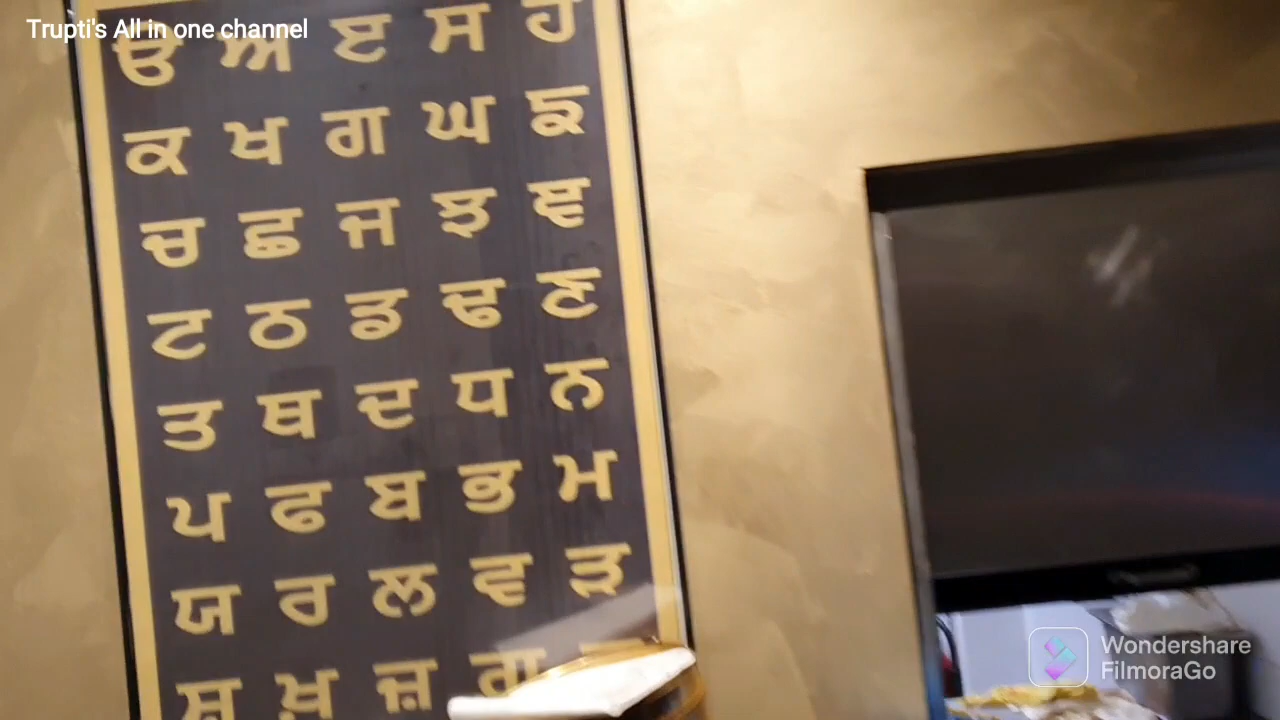 Trupti's All in one channel
ੳ ਅ ੲ ਸ ਹ
ਕ ਖ ਗ ਘ ਙ
ਚ ਛ ਜ ਝ ਞ
ਟ ਠ ਡ ਢ ਣ
ਤ ਥ ਦ ਧ ਨ
ਪ ਫ ਬ ਭ ਮ
ਯ ਰ ਲ ਵ ੜ
ਸ਼ ਖ਼ ਜ਼
Wondershare
FilmoraGo